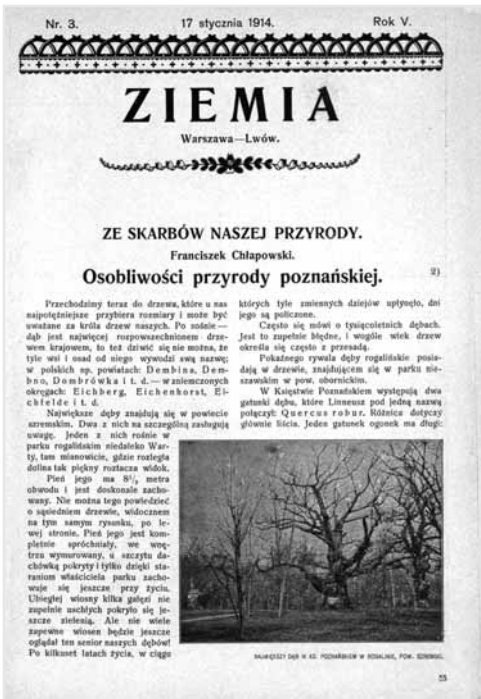 Nr. 3.
17 stycznia 1914.
Rok V.
ZIEMIA
Warszawa—Lwów.
ZE SKARBÓW NASZEJ PRZYRODY.
Franciszek Chłapowski.
Osobliwości przyrody poznańskiej.
2)
Przechodzimy teraz do drzewa, które u nas
najpotężniejsze przybiera rozmiary i może być
uważane za króla drzew naszych. Po sośnie —
dąb jest najwięcej rozpowszechnionem drze-
wem krajowem, to też dziwić się nie można, że
tyle wsi i osad od niego wywodzi swą nazwę;
w polskich np. powiatach: Dembina, Dem-
bno, Dombrówka i t. d. — w zniemczonych
okręgach: Eichberg, Eichenhorst, Ei-
chfelde i t. d.
Największe dęby znajdują się w powiecie
szremskim. Dwa z nich na szczególną zasługują
uwagę. Jeden z nich rośnie w
parku rogalińskim niedaleko War-
ty, tam mianowicie, gdzie rozległa
dolina tak piękny roztacza widok.
Pień jego ma 8½ metra
obwodu i jest doskonale zacho-
wany. Nie można tego powiedzieć
o sąsiedniem drzewie, widocznem
na tym samym rysunku, po le-
wej stronie. Pień jego jest kom-
pletnie spróchniały, we wnę-
trzu wymurowany, u szczytu da-
chówką pokryty i tylko dzięki sta-
raniom właściciela parku zacho-
wuje się jeszcze przy życiu.
Ubiegłej wiosny kilka gałęzi nie
zupełnie uschłych pokryło się je-
szcze zielenią. Ale nie wiele
zapewne wiosen będzie jeszcze
oglądał ten senior naszych dębów!
Po kilkuset latach życia, w ciągu
których tyle zmiennych dziejów upłynęło, dni
jego są policzone.
Często się mówi o tysiącoletnich dębach.
Jest to zupełnie błędne, i wogóle wiek drzew
określa się często z przesadą.
Pokaźnego rywala dęby rogalińskie posia-
dają w drzewie, znajdującem się w parku nie-
szawskim w pow. obornickim.
W Księstwie Poznańskiem występują dwa
gatunki dębu, które Linneusz pod jedną nazwą
połączył: Quercus robur. Różnica dotyczy
głównie liścia. Jeden gatunek ogonek ma długi:
NAJWIĘKSZY DĄB W KS. POZNAŃSKIEM W ROGALINIE, POW. SZREMSKI.